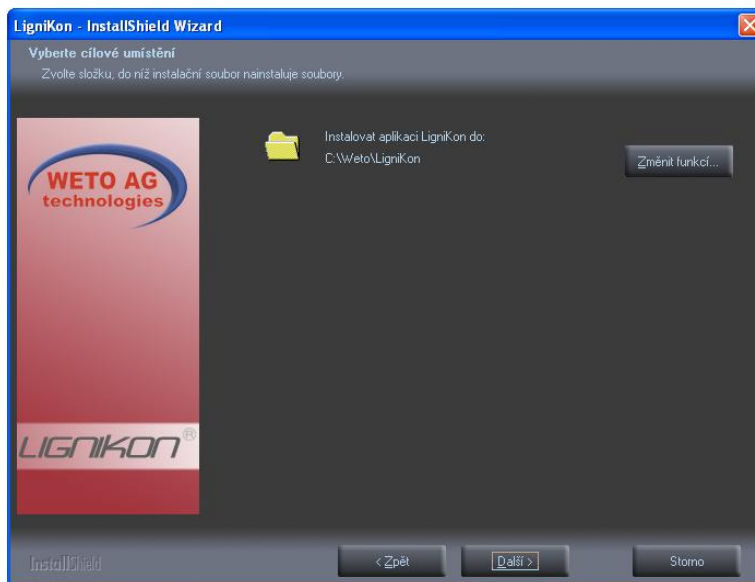 LigniKon - InstallShield Wizard
Vyberte cílové umístění
Zvolte složku, do níž instalační soubor nainstaluje soubory.
WETO AG
technologies
LIGNIKON®
Instalovat aplikaci LigniKon do:
C:\Weto\LigniKon
Změnit funkcí...
InstallShield
< Zpět
Další >
Storno